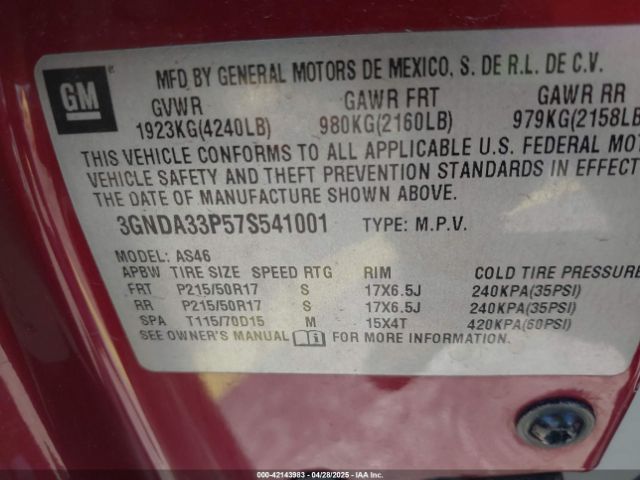 GM ®
MFD BY GENERAL MOTORS DE MEXICO, S. DE R.L. DE C.V.
GVWR GAWR FRT GAWR RR
1923KG(4240LB) 980KG(2160LB) 979KG(2158LB
THIS VEHICLE CONFORMS TO ALL APPLICABLE U.S. FEDERAL MOT
VEHICLE SAFETY AND THEFT PREVENTION STANDARDS IN EFFECT
THE DATE OF MANUFACTURE SHOWN ABOVE.
3GNDA33P57S541001 TYPE: M.P.V.
MODEL: AS46
APBW TIRE SIZE SPEED RTG RIM COLD TIRE PRESSURE
FRT P215/50R17 S 17X6.5J 240KPA(35PSI)
RR P215/50R17 S 17X6.5J 240KPA(35PSI)
SPA T115/70D15 M 15X4T 420KPA(60PSI)
SEE OWNER'S MANUAL FOR MORE INFORMATION.
000-42143983 04/28/2025 IAA Inc.